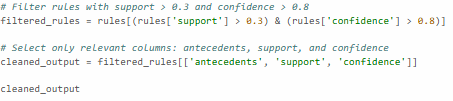 # Filter rules with support > 0.3 and confidence > 0.8
filtered_rules = rules[(rules['support'] > 0.3) & (rules['confidence'] > 0.8)]
# Select only relevant columns: antecedents, support, and confidence
cleaned_output = filtered_rules[['antecedents', 'support', 'confidence']]
cleaned_output